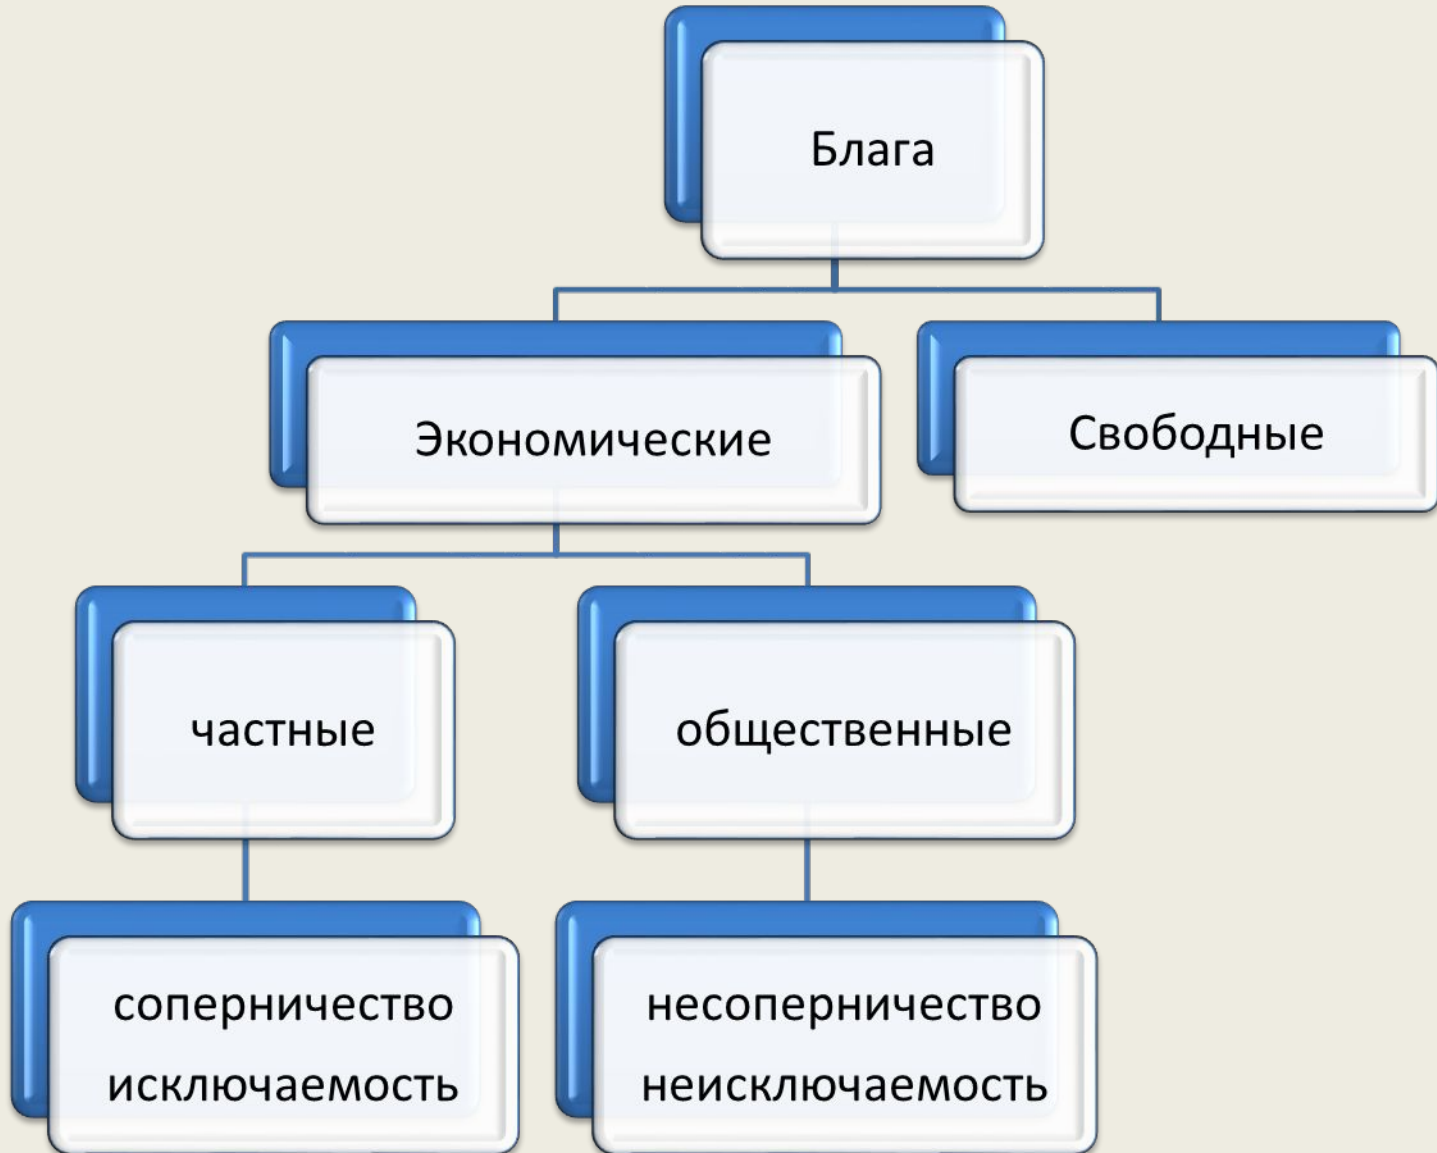 Блага
Экономические
Свободные
частные
общественные
соперничество
исключаемость
несоперничество
неисключаемость